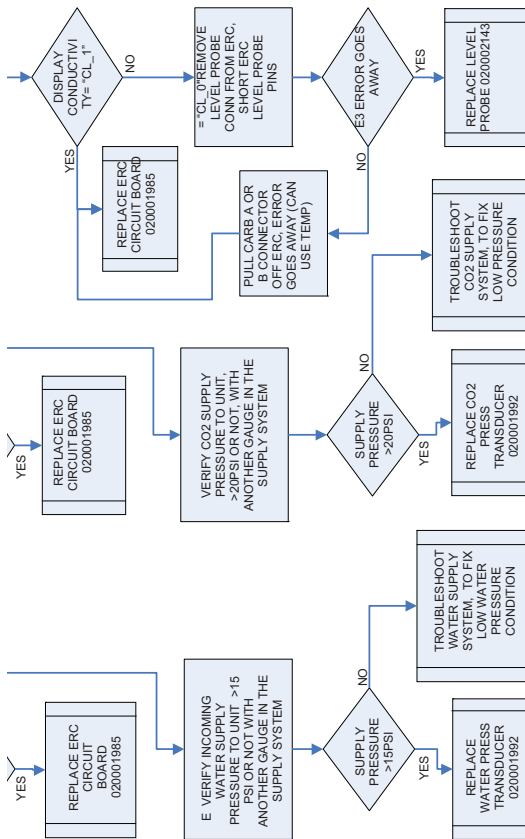 YES
REPLACE ERC
CIRCUIT
BOARD
020001985
E VERIFY INCOMING
WATER SUPPLY
PRESSURE TO UNIT >15
PSI OR NOT WITH
ANOTHER GAUGE IN THE
SUPPLY SYSTEM
SUPPLY
PRESSURE
>15PSI
NO
YES
REPLACE
WATER PRESS
TRANSDUCER
020001992
TROUBLESHOOT
WATER SUPPLY
SYSTEM, TO FIX
LOW WATER
PRESSURE
CONDITION
YES
REPLACE ERC
CIRCUIT BOARD
020001985
VERIFY CO2 SUPPLY
PRESSURE TO UNIT,
>20PSI OR NOT, WITH
ANOTHER GAUGE IN THE
SUPPLY SYSTEM
SUPPLY
PRESSURE
>20PSI
NO
YES
REPLACE CO2
PRESS
TRANSDUCER
020001992
TROUBLESHOOT
CO2 SUPPLY
SYSTEM, TO FIX
LOW PRESSURE
CONDITION
DISPLAY
CONDUCTIVI
TY= "CL_1"
NO
YES
REPLACE ERC
CIRCUIT BOARD
020001985
= "CL_0"REMOVE
LEVEL PROBE
CONN FROM ERC,
SHORT ERC
LEVEL PROBE
PINS
E3 ERROR GOES
AWAY
NO
YES
PULL CARB A OR
B CONNECTOR
OFF ERC, ERROR
GOES AWAY (CAN
USE TEMP)
REPLACE LEVEL
PROBE 020002143